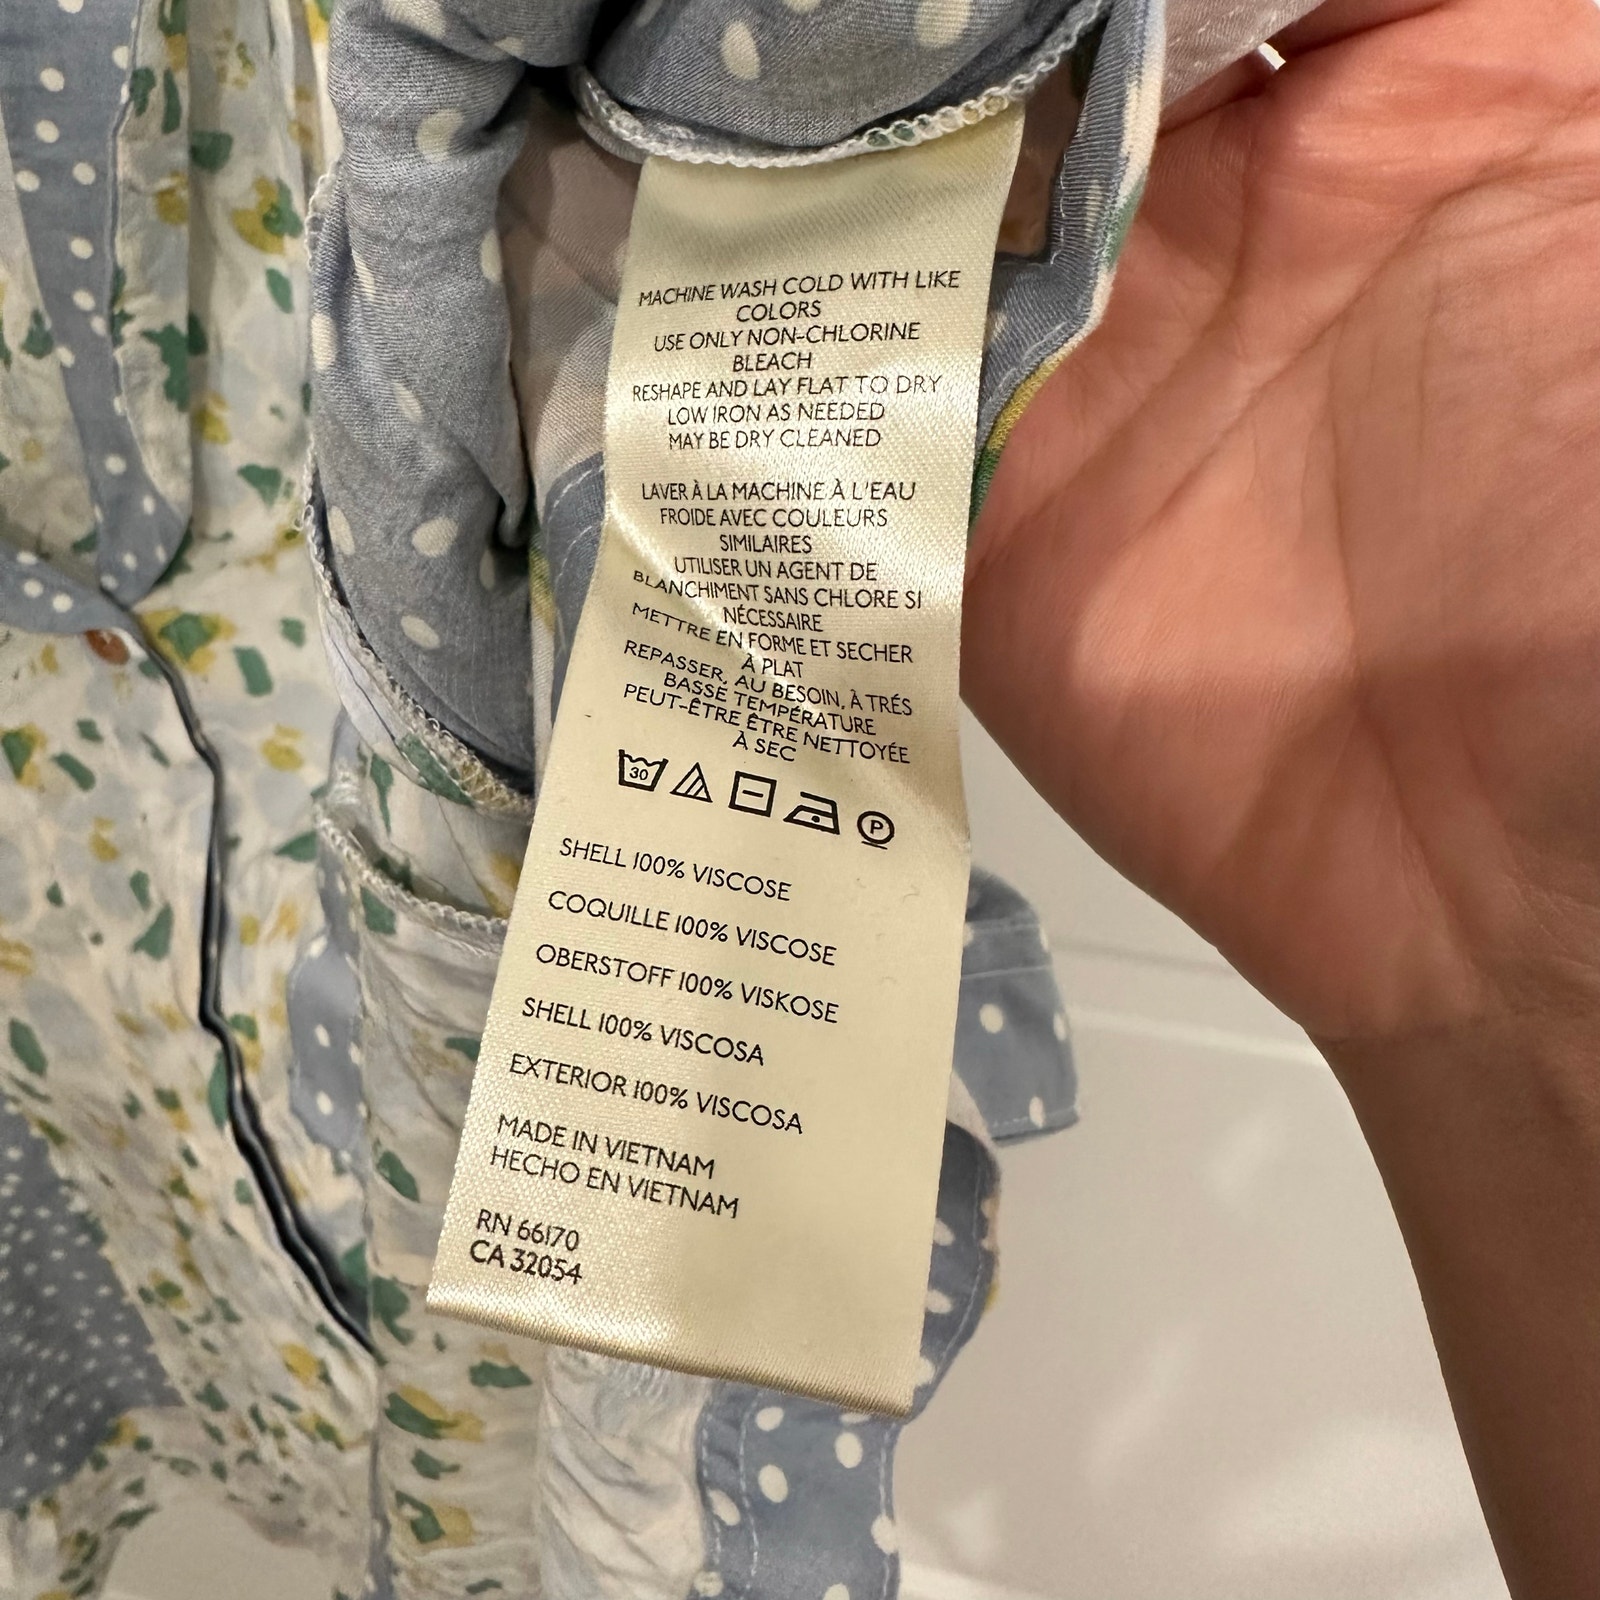 MACHINE WASH COLD WITH LIKE
COLORS
USE ONLY NON-CHLORINE
BLEACH
RESHAPE AND LAY FLAT TO DRY
LOW IRON AS NEEDED
MAY BE DRY CLEANED
LAVER À LA MACHINE À L'EAU
FROIDE AVEC COULEURS
SIMILAIRES
UTILISER UN AGENT DE
BLANCHIMENT SANS CHLORE SI
NÉCESSAIRE
METTRE EN FORME ET SECHER
À PLAT
REPASSER, AU BESOIN, À TRÉS
BASSE TEMPÉRATURE
PEUT-ÊTRE ÊTRE NETTOYÉE
À SEC
30 P
SHELL 100% VISCOSE
COQUILLE 100% VISCOSE
OBERSTOFF 100% VISKOSE
SHELL 100% VISCOSA
EXTERIOR 100% VISCOSA
MADE IN VIETNAM
HECHO EN VIETNAM
RN 66170
CA 32054